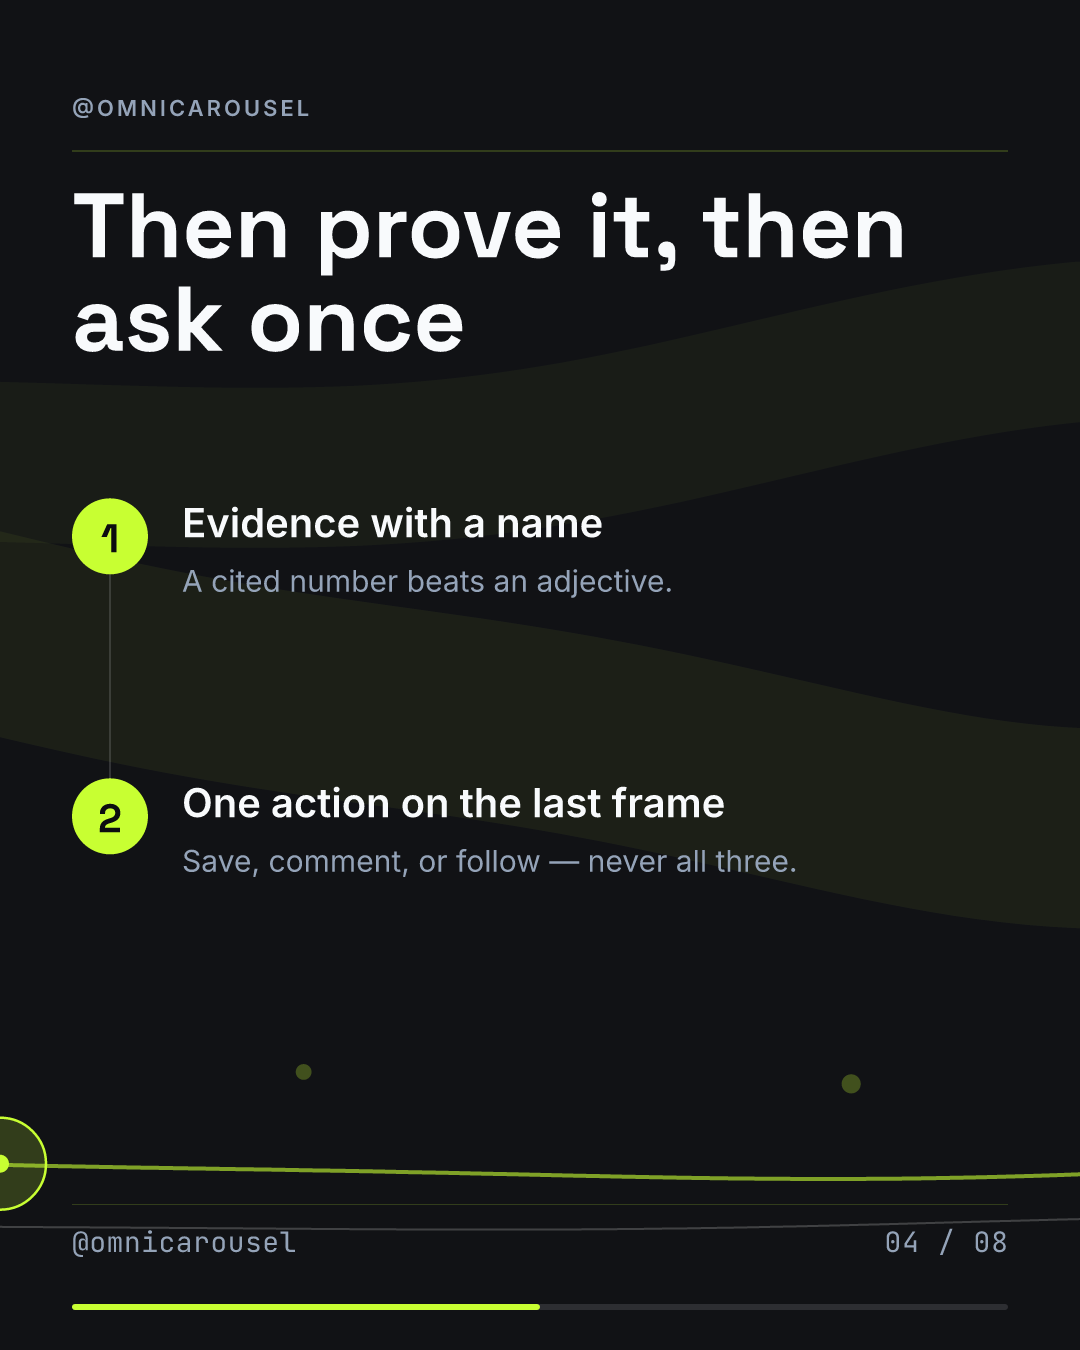 @OMNICAROUSEL
Then prove it, then
ask once
1
Evidence with a name
A cited number beats an adjective.
2
One action on the last frame
Save, comment, or follow — never all three.
@omnicarousel
04 / 08